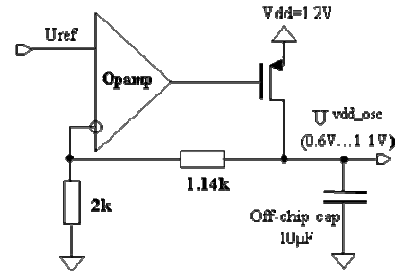 Vdd=1.2V
Uref
Opamp
U vdd_osc
(0.6V...1.1V)
1.14k
2k
Off-chip cap
10μF